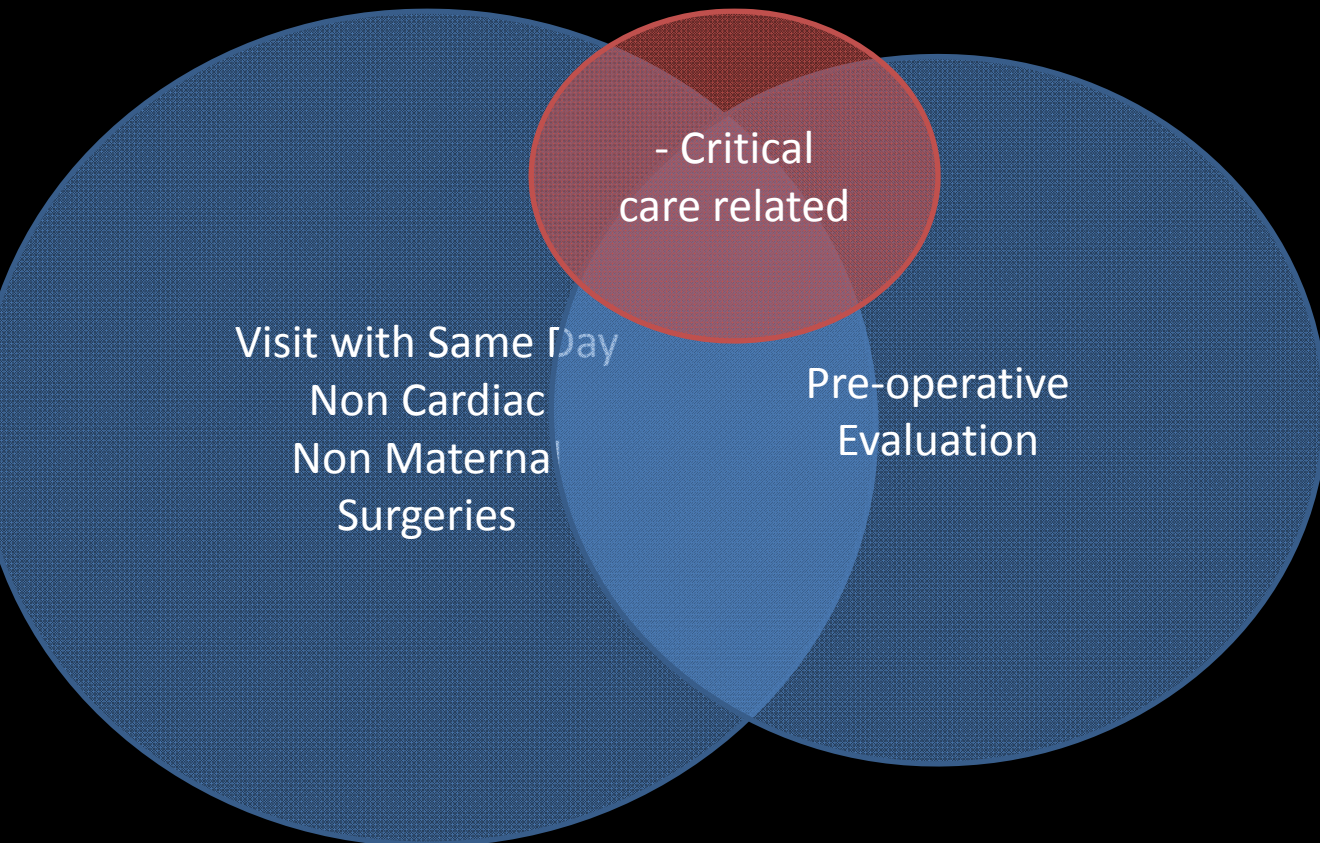 - Critical
care related
Visit with Same Day
Non Cardiac
Non Maternal
Surgeries
Pre-operative
Evaluation